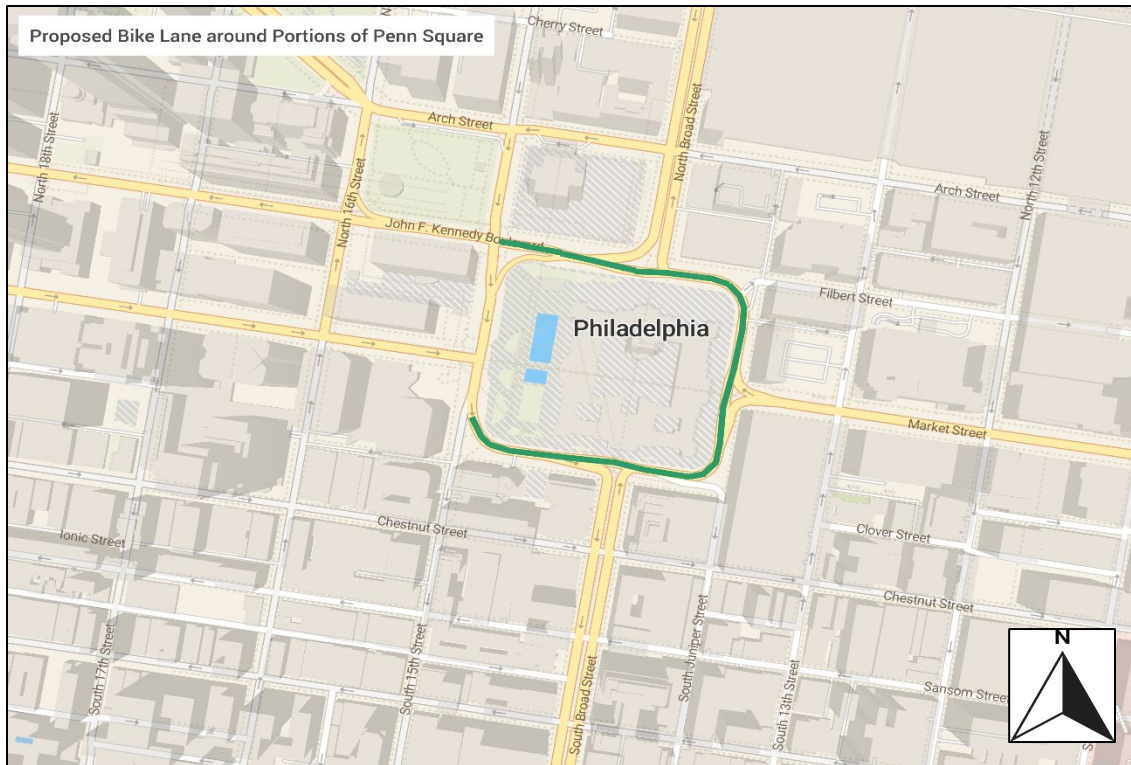 Proposed Bike Lane around Portions of Penn Square
Cherry Street
Arch Street
North 18th Street
North 16th Street
North Broad Street
North 12th Street
Arch Street
John F. Kennedy Boulevard
Filbert Street
Philadelphia
Market Street
Chestnut Street
Ionic Street
Clover Street
Chestnut Street
South 17th Street
South 15th Street
South Broad Street
South Juniper Street
South 13th Street
Sansom Street
N